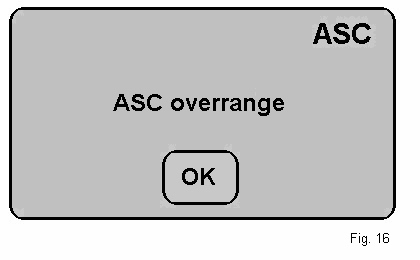 ASC
ASC overrange
OK
Fig. 16